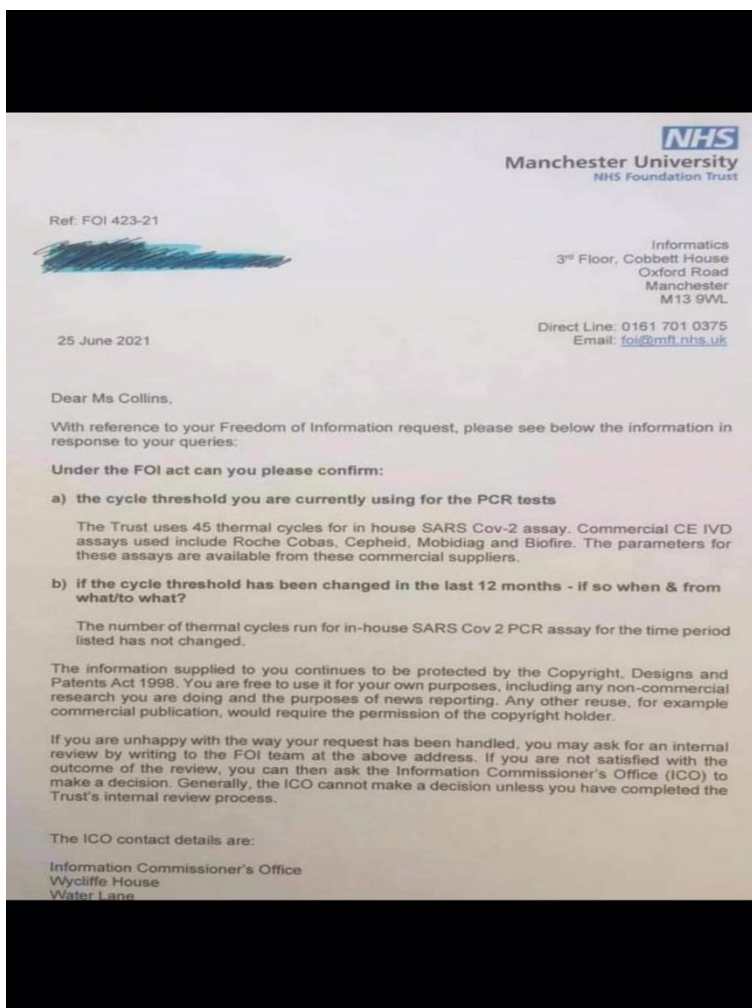 NHS
Manchester University
NHS Foundation Trust
Ref: FOI 423-21
Informatics
3rd Floor, Cobbett House
Oxford Road
Manchester
M13 9WL
Direct Line: 0161 701 0375
Email: foi@mft.nhs.uk
25 June 2021
Dear Ms Collins,
With reference to your Freedom of Information request, please see below the information in
response to your queries:
Under the FOI act can you please confirm:
a) the cycle threshold you are currently using for the PCR tests
The Trust uses 45 thermal cycles for in house SARS Cov-2 assay. Commercial CE IVD
assays used include Roche Cobas, Cepheid, Mobidiag and Biofire. The parameters for
these assays are available from these commercial suppliers.
b) if the cycle threshold has been changed in the last 12 months - if so when & from
what/to what?
The number of thermal cycles run for in-house SARS Cov 2 PCR assay for the time period
listed has not changed.
The information supplied to you continues to be protected by the Copyright, Designs and
Patents Act 1998. You are free to use it for your own purposes, including any non-commercial
research you are doing and the purposes of news reporting. Any other reuse, for example
commercial publication, would require the permission of the copyright holder.
If you are unhappy with the way your request has been handled, you may ask for an internal
review by writing to the FOI team at the above address. If you are not satisfied with the
outcome of the review, you can then ask the Information Commissioner's Office (ICO) to
make a decision. Generally, the ICO cannot make a decision unless you have completed the
Trust's internal review process.
The ICO contact details are:
Information Commissioner's Office
Wycliffe House
Water Lane